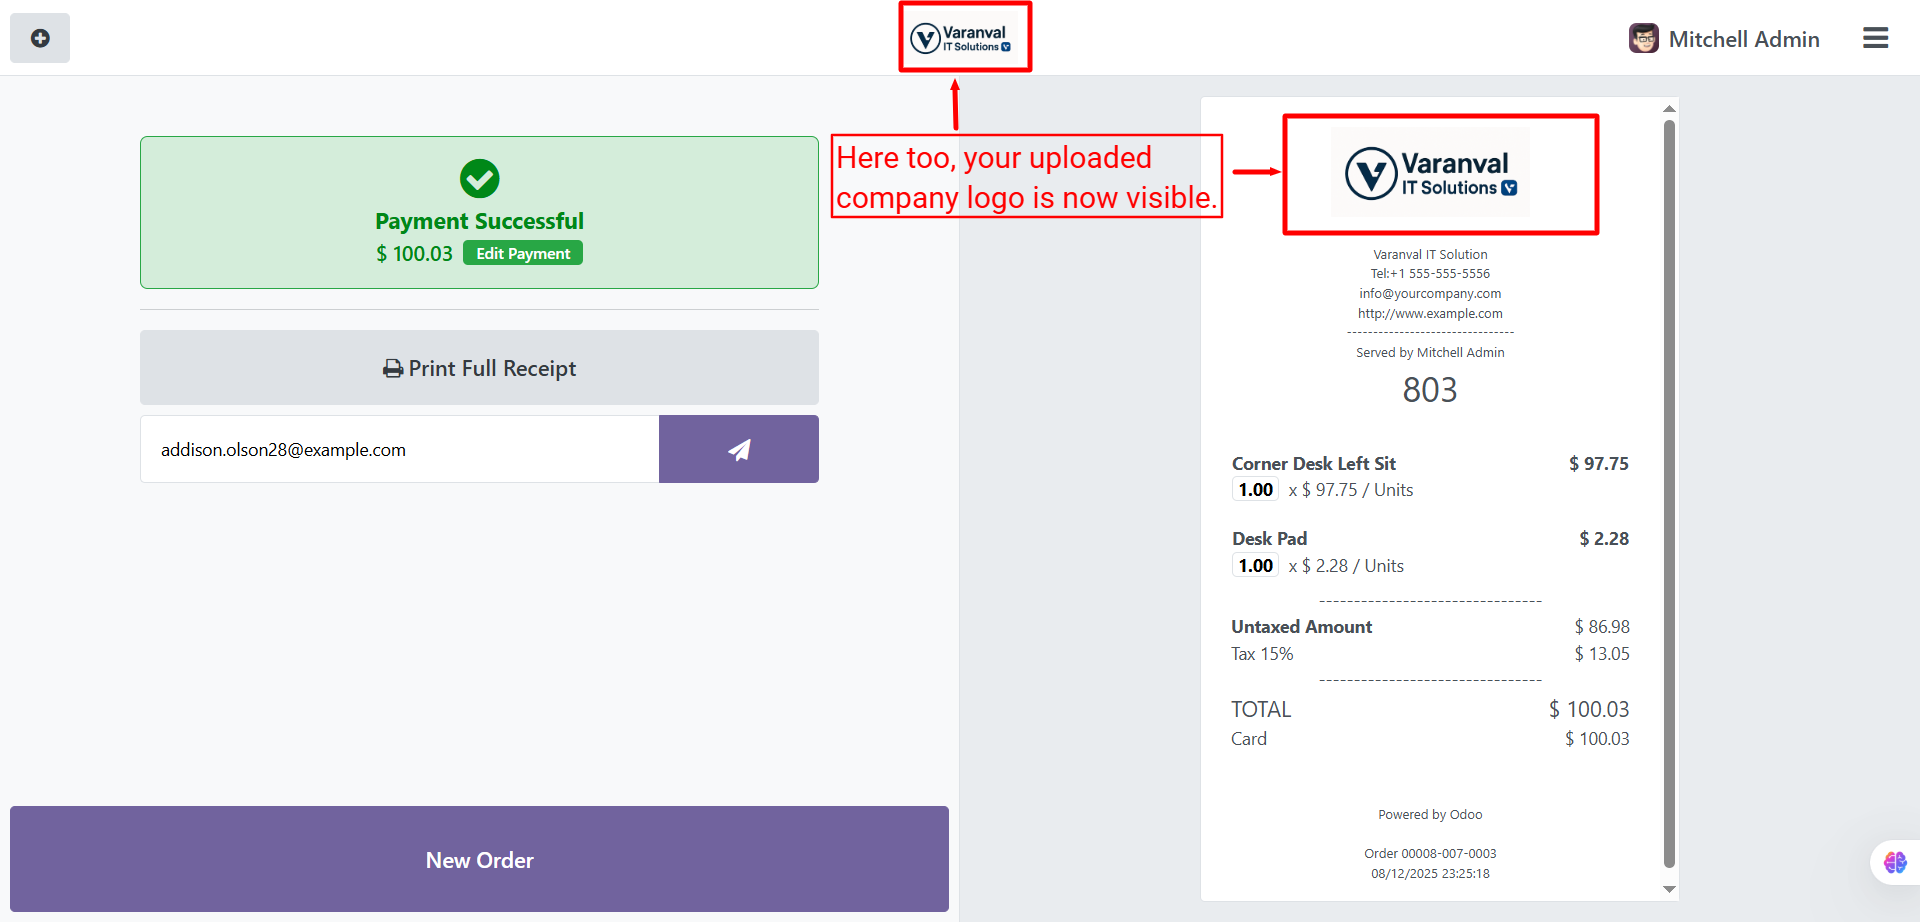 Varanval
IT Solutions
Mitchell Admin
Here too, your uploaded
company logo is now visible.
Payment Successful
$ 100.03 Edit Payment
Print Full Receipt
addison.olson28@example.com
New Order
Varanval
IT Solutions
Varanval IT Solution
Tel:+1 555-555-5556
info@yourcompany.com
http://www.example.com
--------------------------------
Served by Mitchell Admin
803
Corner Desk Left Sit $ 97.75
1.00 x $ 97.75 / Units
Desk Pad $ 2.28
1.00 x $ 2.28 / Units
--------------------------------
Untaxed Amount $ 86.98
Tax 15% $ 13.05
--------------------------------
TOTAL $ 100.03
Card $ 100.03
Powered by Odoo
Order 00008-007-0003
08/12/2025 23:25:18